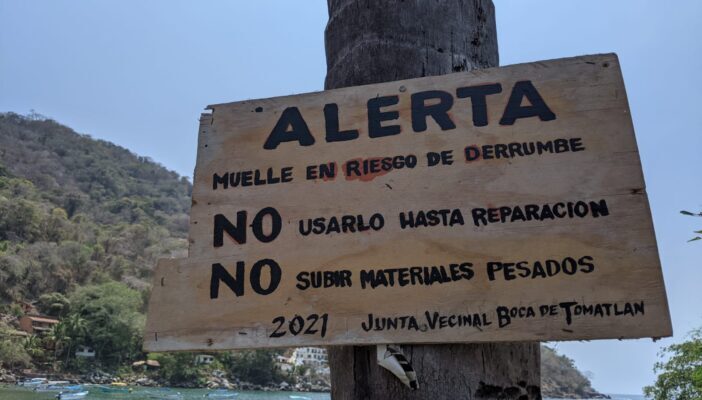 ALERTA
MUELLE EN RIESGO DE DERRUMBE
NO USARLO HASTA REPARACION
NO SUBIR MATERIALES PESADOS
2021 JUNTA VECINAL BOCA DE TOMATLAN